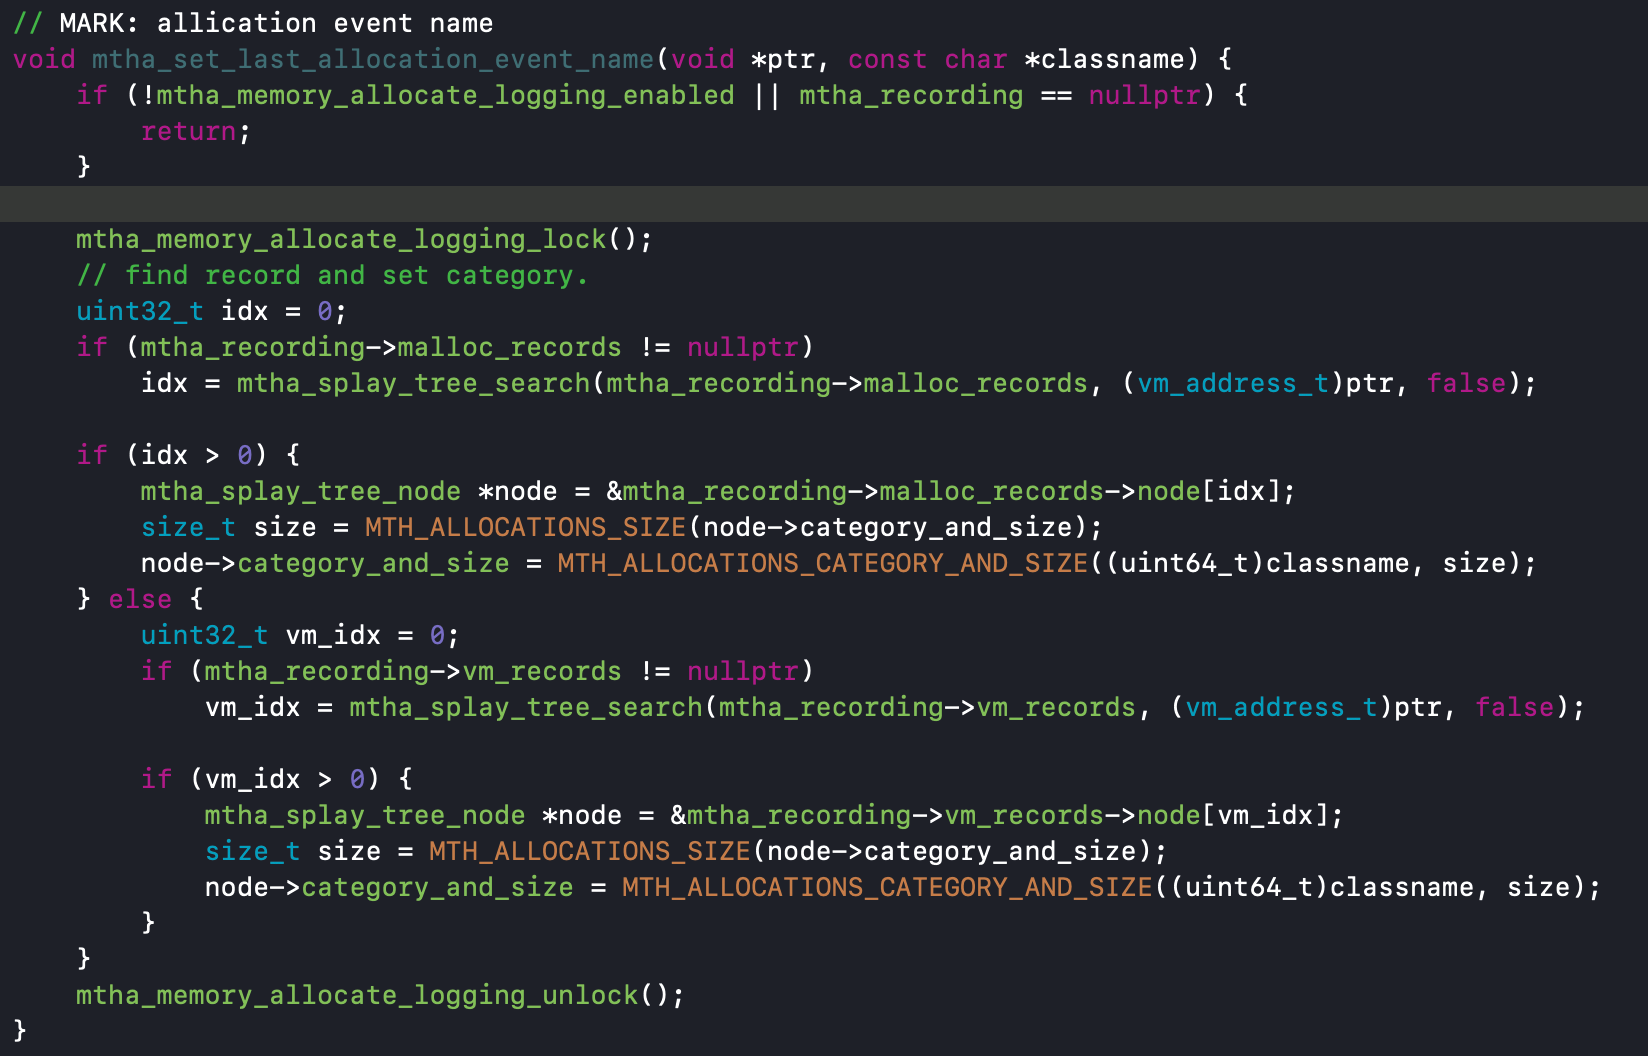 // MARK: allication event name
void mtha_set_last_allocation_event_name(void *ptr, const char *classname) {
    if (!mtha_memory_allocate_logging_enabled || mtha_recording == nullptr) {
        return;
    }

    mtha_memory_allocate_logging_lock();
    // find record and set category.
    uint32_t idx = 0;
    if (mtha_recording->malloc_records != nullptr)
        idx = mtha_splay_tree_search(mtha_recording->malloc_records, (vm_address_t)ptr, false);

    if (idx > 0) {
        mtha_splay_tree_node *node = &mtha_recording->malloc_records->node[idx];
        size_t size = MTH_ALLOCATIONS_SIZE(node->category_and_size);
        node->category_and_size = MTH_ALLOCATIONS_CATEGORY_AND_SIZE((uint64_t)classname, size);
    } else {
        uint32_t vm_idx = 0;
        if (mtha_recording->vm_records != nullptr)
            vm_idx = mtha_splay_tree_search(mtha_recording->vm_records, (vm_address_t)ptr, false);

        if (vm_idx > 0) {
            mtha_splay_tree_node *node = &mtha_recording->vm_records->node[vm_idx];
            size_t size = MTH_ALLOCATIONS_SIZE(node->category_and_size);
            node->category_and_size = MTH_ALLOCATIONS_CATEGORY_AND_SIZE((uint64_t)classname, size);
        }
    }
    mtha_memory_allocate_logging_unlock();
}